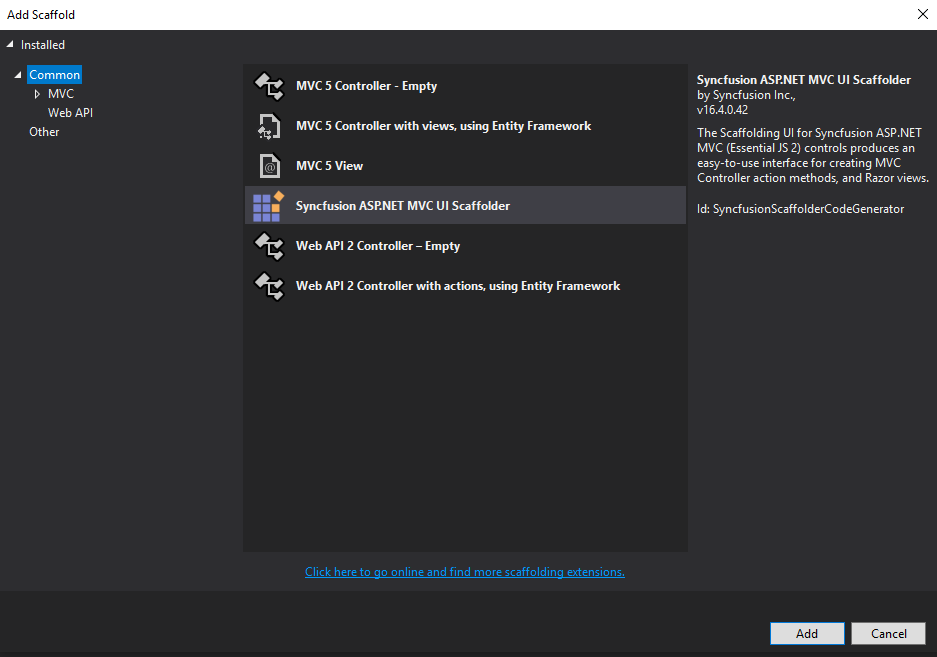 Add Scaffold
Installed
Common
MVC
Web API
Other
MVC 5 Controller - Empty
MVC 5 Controller with views, using Entity Framework
MVC 5 View
Syncfusion ASP.NET MVC UI Scaffolder
Web API 2 Controller – Empty
Web API 2 Controller with actions, using Entity Framework
Click here to go online and find more scaffolding extensions.
Syncfusion ASP.NET MVC UI Scaffolder
by Syncfusion Inc.,
v16.4.0.42
The Scaffolding UI for Syncfusion ASP.NET
MVC (Essential JS 2) controls produces an
easy-to-use interface for creating MVC
Controller action methods, and Razor views.
Id: SyncfusionScaffolderCodeGenerator
Add
Cancel